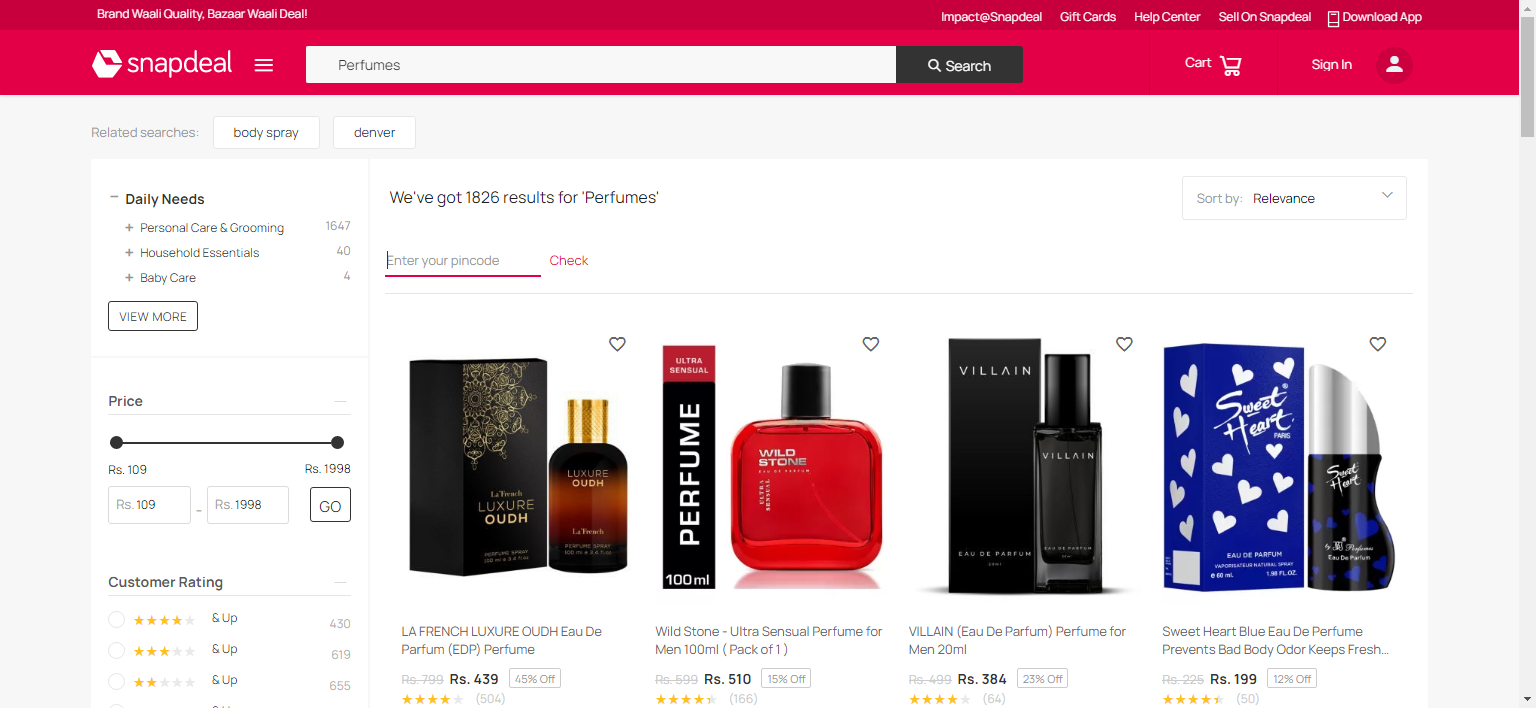 Brand Waali Quality, Bazaar Waali Deal!
Impact@Snapdeal Gift Cards Help Center Sell On Snapdeal Download App
snapdeal
Perfumes
Search
Cart
Sign In
Related searches: body spray denver
Daily Needs
Personal Care & Grooming 1647
Household Essentials 40
Baby Care 4
VIEW MORE
Price
Rs. 109 Rs. 1998
Rs. 109 - Rs. 1998 GO
Customer Rating
& Up 430
& Up 619
& Up 655
We've got 1826 results for 'Perfumes'
Sort by: Relevance
Enter your pincode Check
La French
LUXURE
OUDH
PERFUME SPRAY
100 ml e 3.4 fl.oz
LUXURE
OUDH
La French
PERFUME SPRAY
100 ml e 3.4 fl.oz
LA FRENCH LUXURE OUDH Eau De
Parfum (EDP) Perfume
Rs. 799 Rs. 439 45% Off
(504)
ULTRA
SENSUAL
PERFUME
100ml
WILD
STONE
EAU DE PARFUM
ULTRA
SENSUAL
Wild Stone - Ultra Sensual Perfume for
Men 100ml ( Pack of 1 )
Rs. 599 Rs. 510 15% Off
(166)
VILLAIN
EAU DE PARFUM
VILLAIN
EAU DE PARFUM
VILLAIN (Eau De Parfum) Perfume for
Men 20ml
Rs. 499 Rs. 384 23% Off
(64)
Sweet
Heart
PARIS
EAU DE PARFUM
VAPORISATEUR NATURAL SPRAY
e 60 ml. 1.98 FL.OZ.
Sweet
Heart
Perfumes
Eau De Parfum
Sweet Heart Blue Eau De Perfume
Prevents Bad Body Odor Keeps Fresh...
Rs. 225 Rs. 199 12% Off
(50)